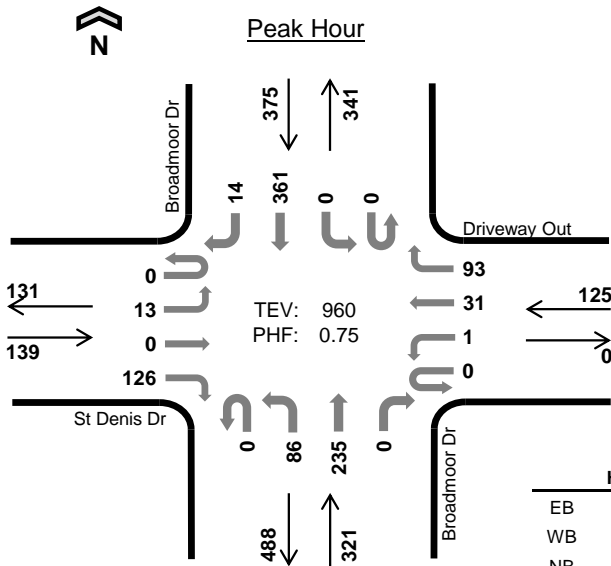 Peak Hour
N
375
341
Broadmoor Dr
14
361
0
0
Driveway Out
0
93
131
13
TEV: 960
31
125
139
0
PHF: 0.75
1
0
126
0
St Denis Dr
0
86
235
0
Broadmoor Dr
488
321
EB
WB